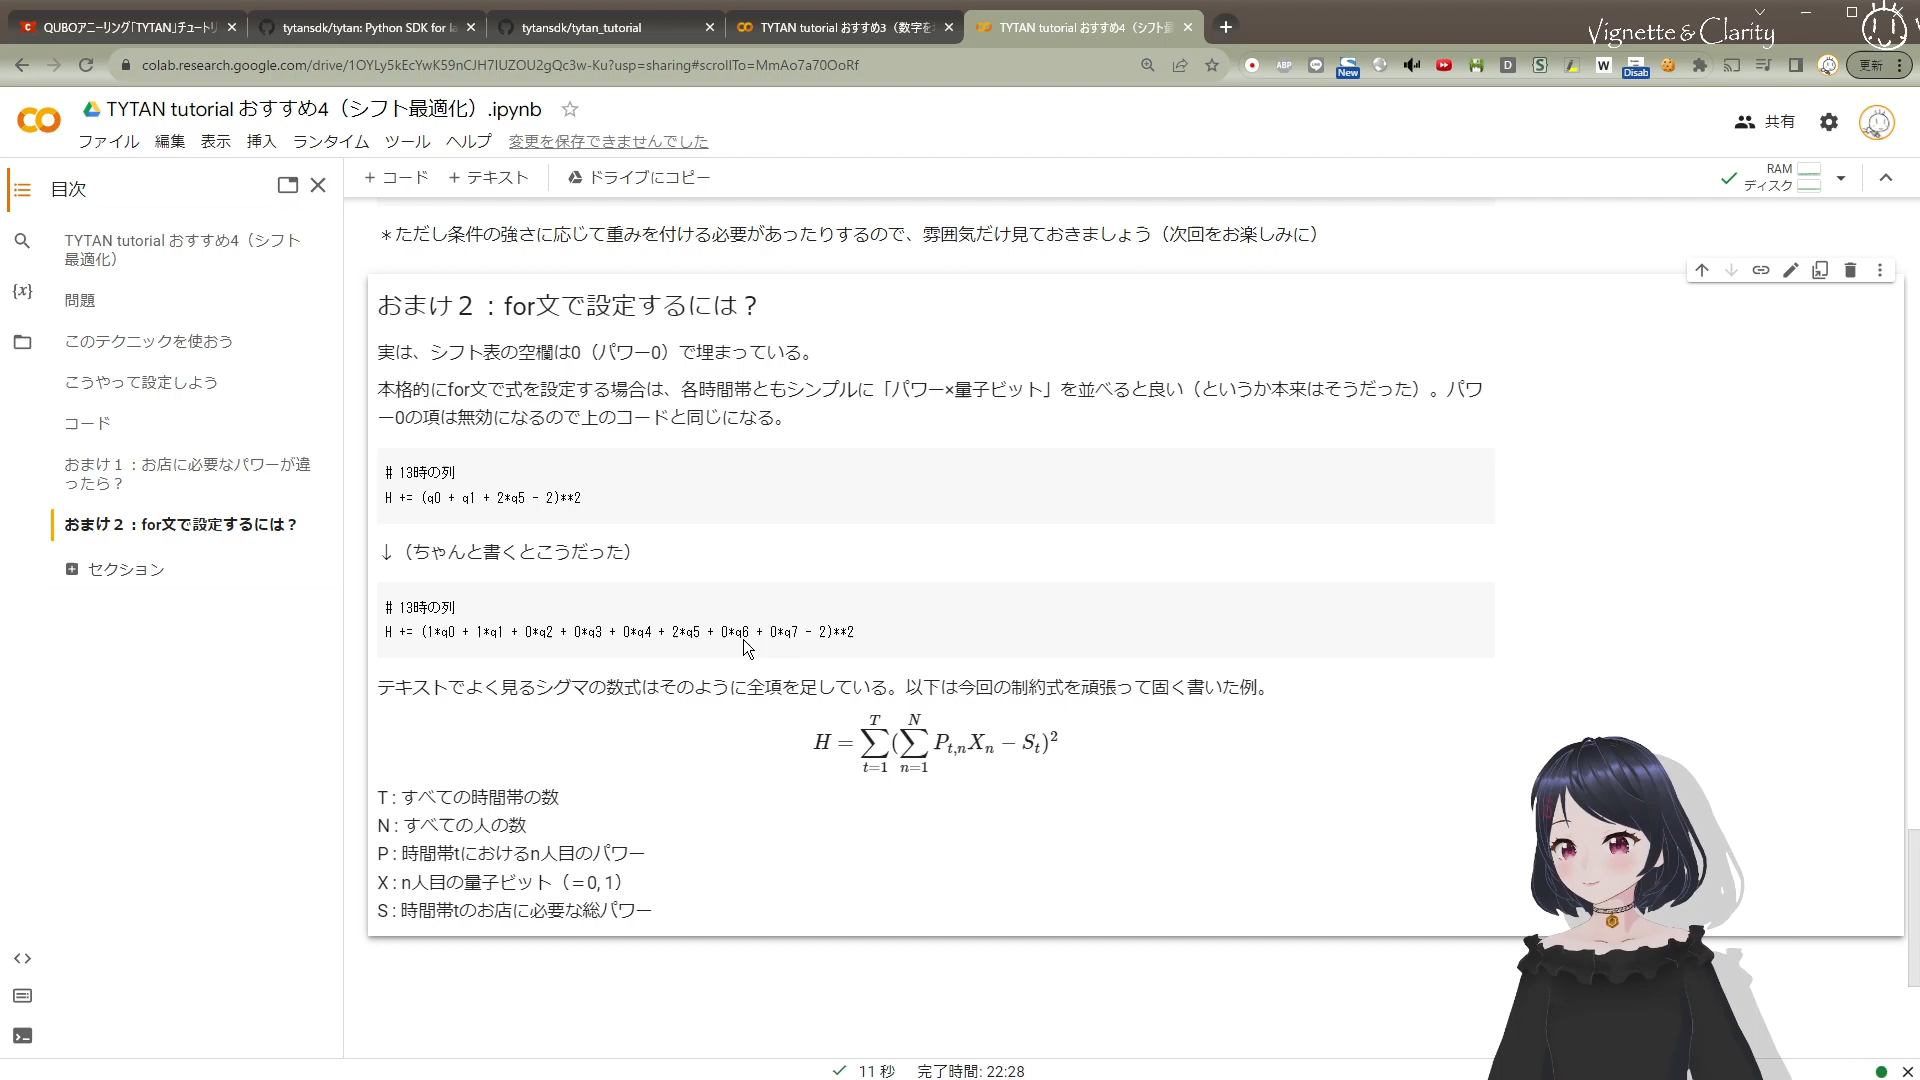 QUBOアニーリング「TYTAN」チュートリ
tytansdk/tytan: Python SDK for la
tytansdk/tytan_tutorial
TYTAN tutorial おすすめ3（数字を
TYTAN tutorial おすすめ4（シフト最
Vignette & Clarity
colab.research.google.com/drive/1OYLy5kEcYwK59nCJH7IUZOU2gQc3w-Ku?usp=sharing#scrollTo=MmAo7a70OoRf
ABP
New
D
S
W
Disab
更新
TYTAN tutorial おすすめ4（シフト最適化）.ipynb
共有
ファイル 編集 表示 挿入 ランタイム ツール ヘルプ 変更を保存できませんでした
目次
+ コード + テキスト ドライブにコピー
RAM
ディスク
TYTAN tutorial おすすめ4（シフト
最適化）
問題
{x}
このテクニックを使おう
こうやって設定しよう
コード
おまけ１：お店に必要なパワーが違
ったら？
おまけ２：for文で設定するには？
セクション
＊ただし条件の強さに応じて重みを付ける必要があったりするので、雰囲気だけ見ておきましょう（次回をお楽しみに）
おまけ２：for文で設定するには？
実は、シフト表の空欄は0（パワー0）で埋まっている。
本格的にfor文で式を設定する場合は、各時間帯ともシンプルに「パワー×量子ビット」を並べると良い（というか本来はそうだった）。パワ
ー0の項は無効になるので上のコードと同じになる。
# 13時の列
H += (q0 + q1 + 2*q5 - 2)**2
↓（ちゃんと書くとこうだった）
# 13時の列
H += (1*q0 + 1*q1 + 0*q2 + 0*q3 + 0*q4 + 2*q5 + 0*q6 + 0*q7 - 2)**2
テキストでよく見るシグマの数式はそのように全項を足している。以下は今回の制約式を頑張って固く書いた例。
H = \sum_{t=1}^{T} (\sum_{n=1}^{N} P_{t,n} X_n − S_t)^2
T : すべての時間帯の数
N : すべての人の数
P : 時間帯tにおけるn人目のパワー
X : n人目の量子ビット（＝0, 1）
S : 時間帯tのお店に必要な総パワー
11 秒 完了時間: 22:28